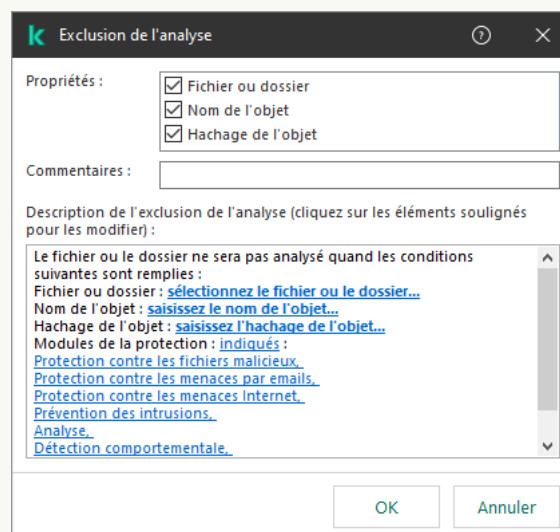 Exclusion de l'analyse
Propriétés :
Fichier ou dossier
Nom de l'objet
Hachage de l'objet
Commentaires :
Description de l'exclusion de l'analyse (cliquez sur les éléments soulignés
pour les modifier) :
Le fichier ou le dossier ne sera pas analysé quand les conditions
suivantes sont remplies :
Fichier ou dossier : sélectionnez le fichier ou le dossier...
Nom de l'objet : saisissez le nom de l'objet...
Hachage de l'objet : saisissez l'hachage de l'objet...
Modules de la protection : indiqués :
Protection contre les fichiers malicieux,
Protection contre les menaces par emails,
Protection contre les menaces Internet,
Prévention des intrusions,
Analyse,
Détection comportementale,
OK Annuler